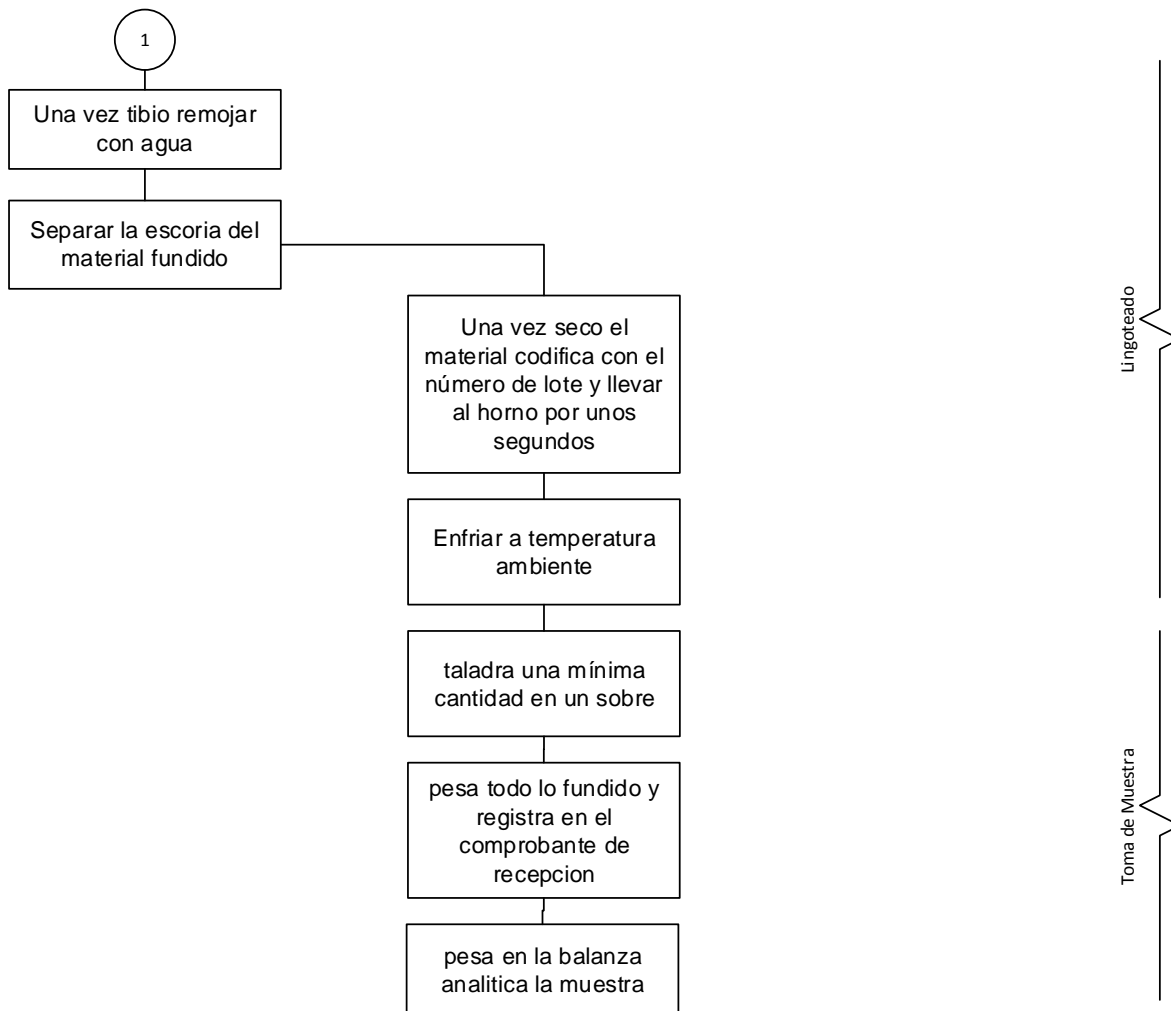 1
Una vez tibio remojar
con agua
Separar la escoria del
material fundido
Una vez seco el
material codifica con el
número de lote y llevar
al horno por unos
segundos
Enfriar a temperatura
ambiente
Lingoteado
taladra una mínima
cantidad en un sobre
pesa todo lo fundido y
registra en el
comprobante de
recepcion
pesa en la balanza
analitica la muestra
Toma de Muestra